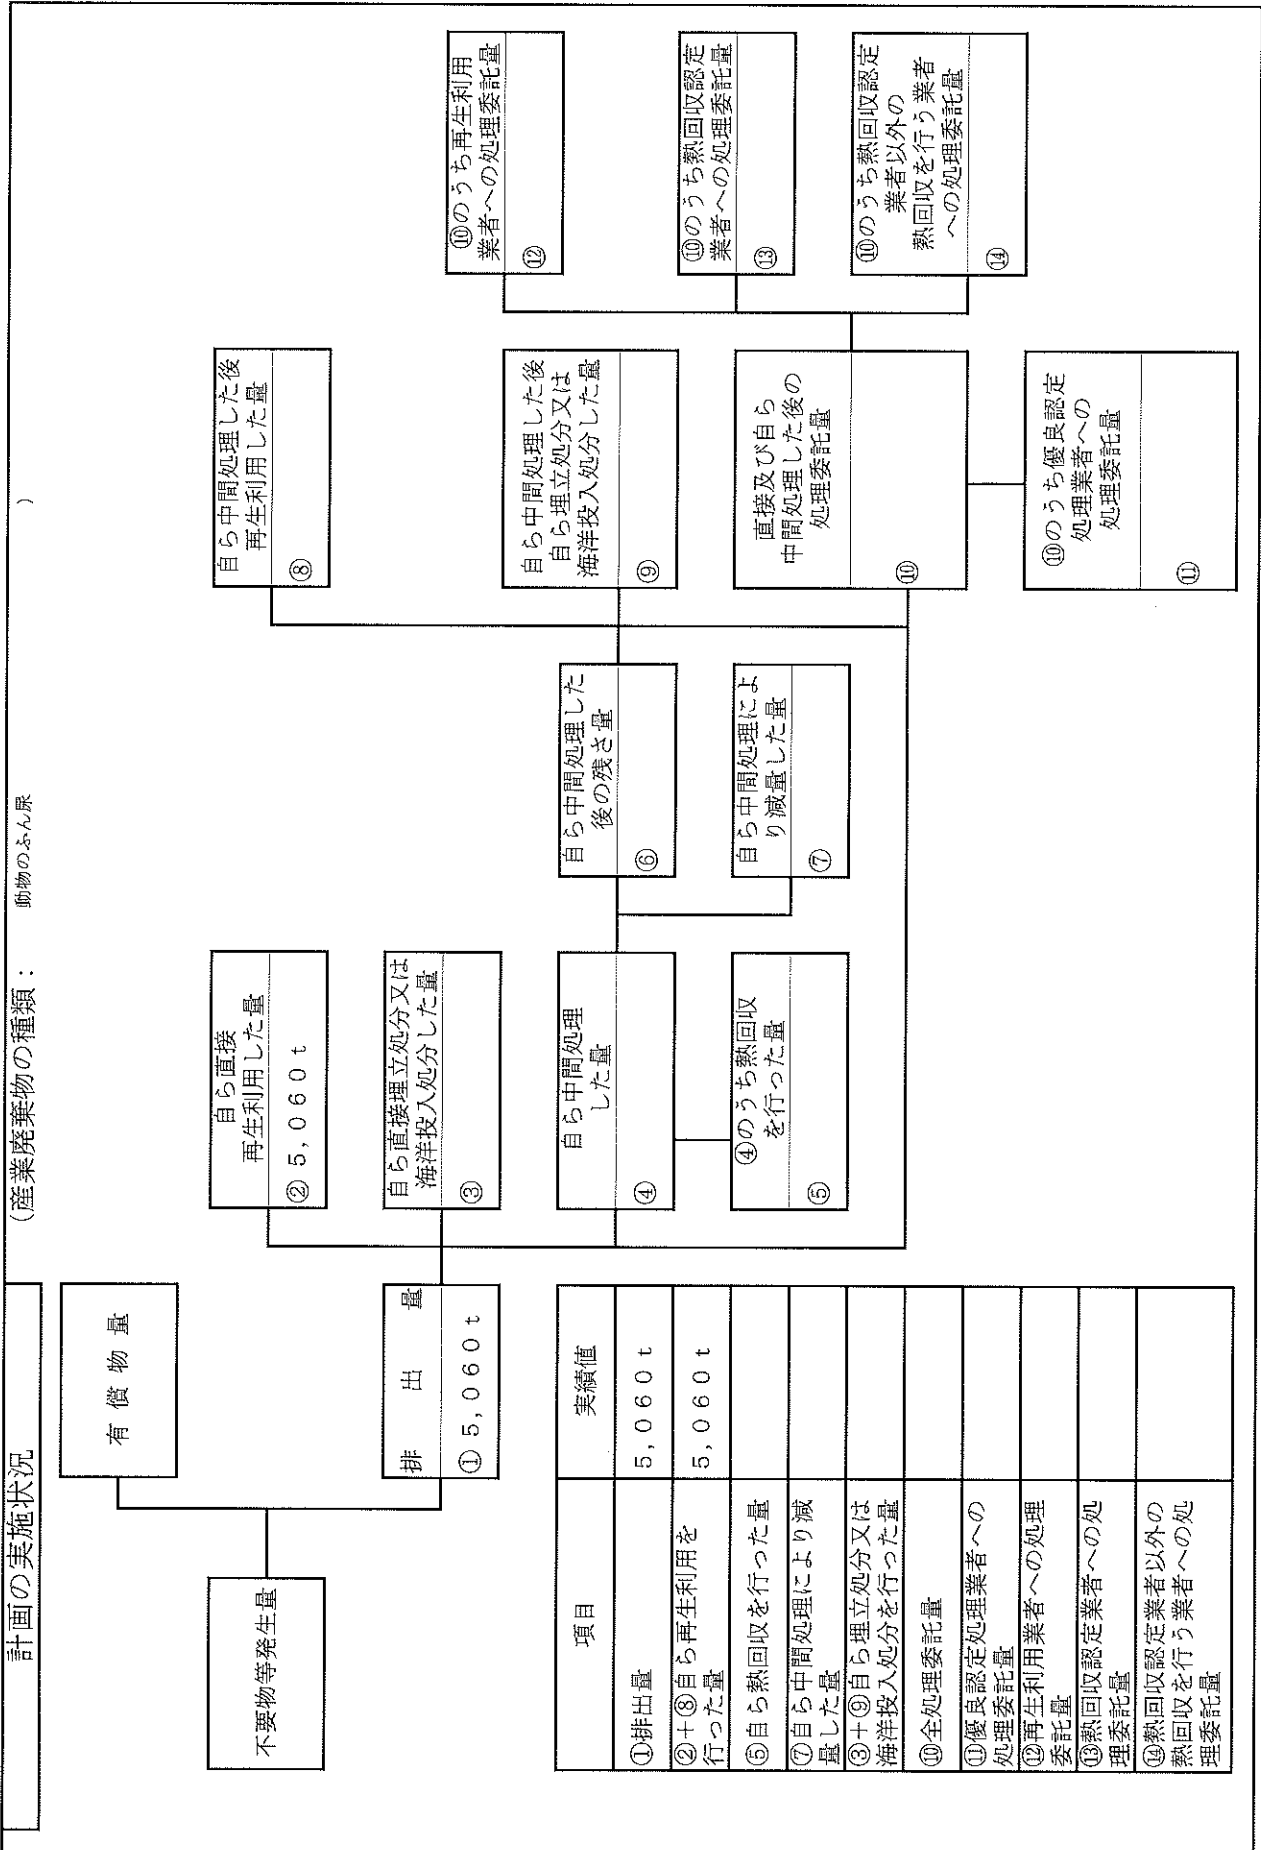 計画の実施状況
(産業廃棄物の種類：　動物のふん尿　)
不要物等発生量
有償物量
排出量
① 5,060t
自ら直接
再生利用した量
② 5,060t
自ら直接埋立処分又は
海洋投入処分した量
③
自ら中間処理
した量
④
④のうち熱回収
を行った量
⑤
自ら中間処理した
後の残さ量
⑥
自ら中間処理によ
り減量した量
⑦
自ら中間処理した後
再生利用した量
⑧
自ら中間処理した後
自ら埋立処分又は
海洋投入処分した量
⑨
直接及び自ら
中間処理した後の
処理委託量
⑩
⑩のうち優良認定
処理業者への
処理委託量
⑪
⑩のうち再生利用
業者への処理委託量
⑫
⑩のうち熱回収認定
業者への処理委託量
⑬
⑩のうち熱回収認定
業者以外の
熱回収を行う業者
への処理委託量
⑭
項目　実績値
①排出量　5,060t
②＋⑧自ら再生利用を
行った量　5,060t
⑤自ら熱回収を行った量
⑦自ら中間処理により減
量した量
③＋⑨自ら埋立処分又は
海洋投入処分を行った量
⑩全処理委託量
⑪優良認定処理業者への
処理委託量
⑫再生利用業者への処理
委託量
⑬熱回収認定業者への処
理委託量
⑭熱回収認定業者以外の
熱回収を行う業者への処
理委託量